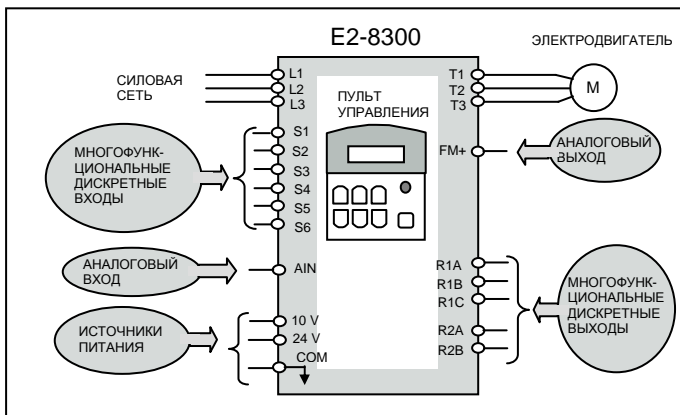 E2-8300
ЭЛЕКТРОДВИГАТЕЛЬ
СИЛОВАЯ
СЕТЬ
L1
L2
L3
T1
T2
T3
M
ПУЛЬТ
УПРАВЛЕНИЯ
МНОГОФУНК-
ЦИОНАЛЬНЫЕ
ДИСКРЕТНЫЕ
ВХОДЫ
S1
S2
S3
S4
S5
S6
FM+
АНАЛОГОВЫЙ
ВЫХОД
АНАЛОГОВЫЙ
ВХОД
AIN
R1A
R1B
R1C
R2A
R2B
МНОГОФУНК-
ЦИОНАЛЬНЫЕ
ДИСКРЕТНЫЕ
ВЫХОДЫ
ИСТОЧНИКИ
ПИТАНИЯ
10 V
24 V
COM